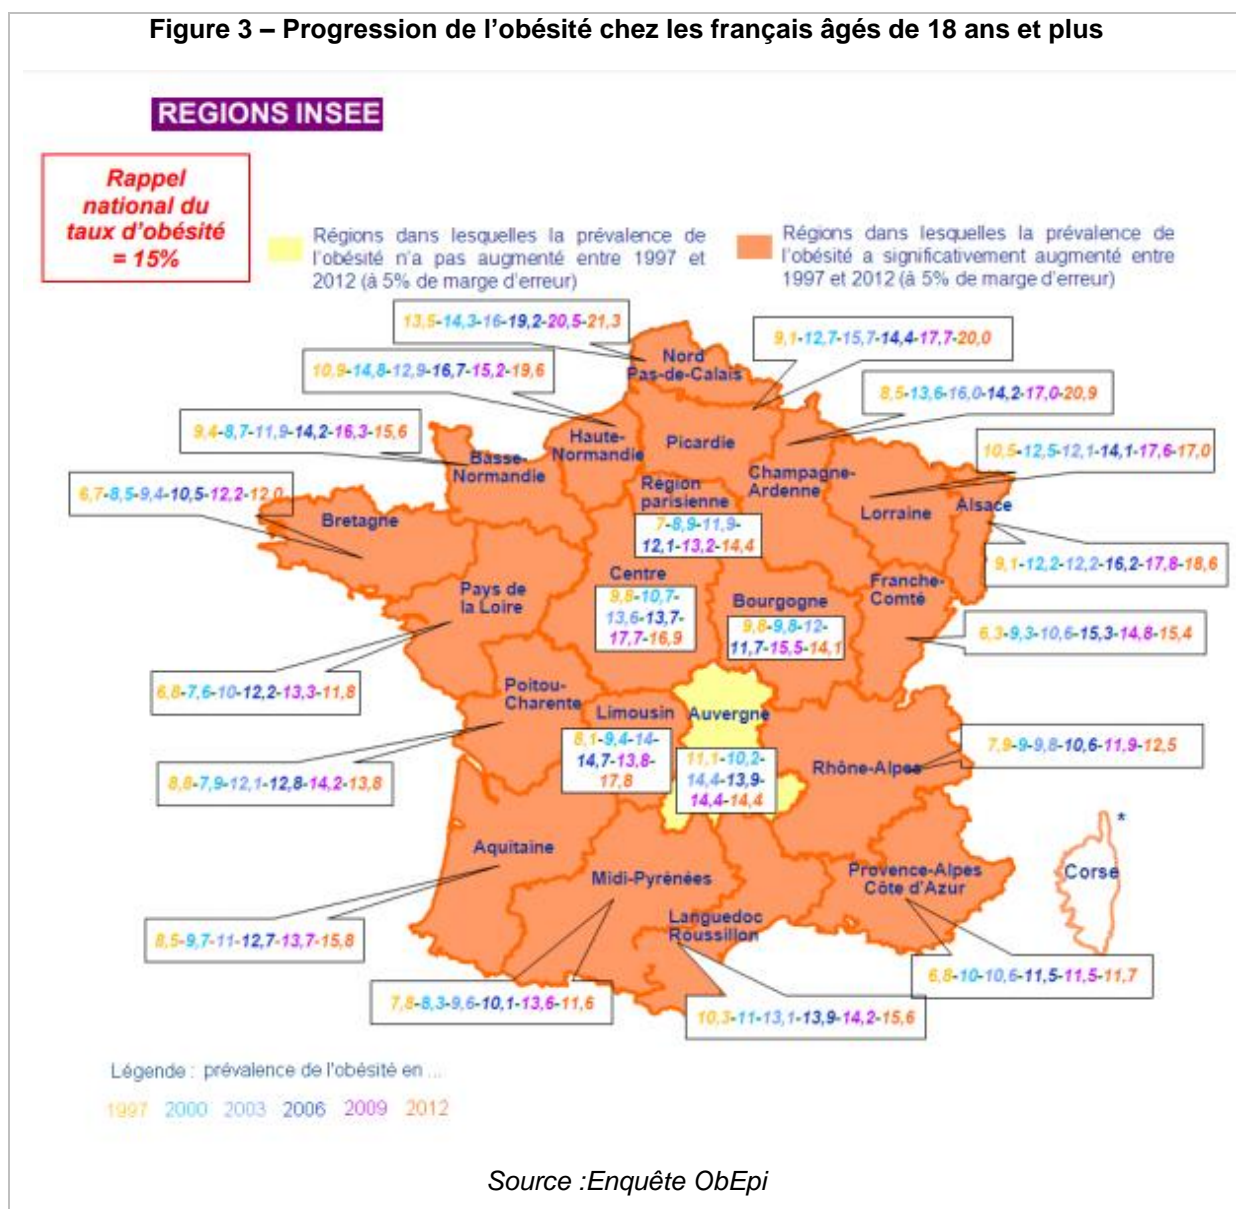 Figure 3 – Progression de l'obésité chez les français âgés de 18 ans et plus
REGIONS INSEE
Rappel
national du
taux d'obésité
= 15%
Régions dans lesquelles la prévalence de
l'obésité n'a pas augmenté entre 1997 et
2012 (à 5% de marge d'erreur)
Régions dans lesquelles la prévalence de
l'obésité a significativement augmenté entre
1997 et 2012 (à 5% de marge d'erreur)
13,5-14,3-16-19,2-20,5-21,3
9,1-12,7-15,7-14,4-17,7-20,0
Nord
Pas-de-Calais
10,9-14,8-12,9-16,7-15,2-19,6
8,5-13,6-16,0-14,2-17,0-20,9
9,4-8,7-11,9-14,2-16,3-15,6
Haute-
Normandie
Picardie
10,5-12,5-12,1-14,1-17,6-17,0
Basse-
Normandie
Champagne-
Ardenne
6,7-8,5-9,4-10,5-12,2-12,0
Région
parisienne
7-8,9-11,9-
12,1-13,2-14,4
Lorraine
Alsace
Bretagne
9,1-12,2-12,2-16,2-17,8-18,6
Centre
9,8-10,7-
13,6-13,7-
17,7-16,9
Pays de
la Loire
Bourgogne
9,8-9,8-12-
11,7-15,5-14,1
Franche-
Comté
6,3-9,3-10,6-15,3-14,8-15,4
6,8-7,6-10-12,2-13,3-11,8
Poitou-
Charente
Limousin
8,1-9,4-14-
14,7-13,8-
17,8
Auvergne
11,1-10,2-
14,4-13,9-
14,4-14,4
7,9-9-9,8-10,6-11,9-12,5
Rhône-Alpes
8,8-7,9-12,1-12,8-14,2-13,8
*
Corse
Aquitaine
Midi-Pyrénées
Provence-Alpes
Côte d'Azur
Languedoc
Roussillon
8,5-9,7-11-12,7-13,7-15,8
6,8-10-10,6-11,5-11,5-11,7
7,8-8,3-9,6-10,1-13,6-11,6
10,3-11-13,1-13,9-14,2-15,6
Légende : prévalence de l'obésité en ...
1997 2000 2003 2006 2009 2012
Source :Enquête ObEpi